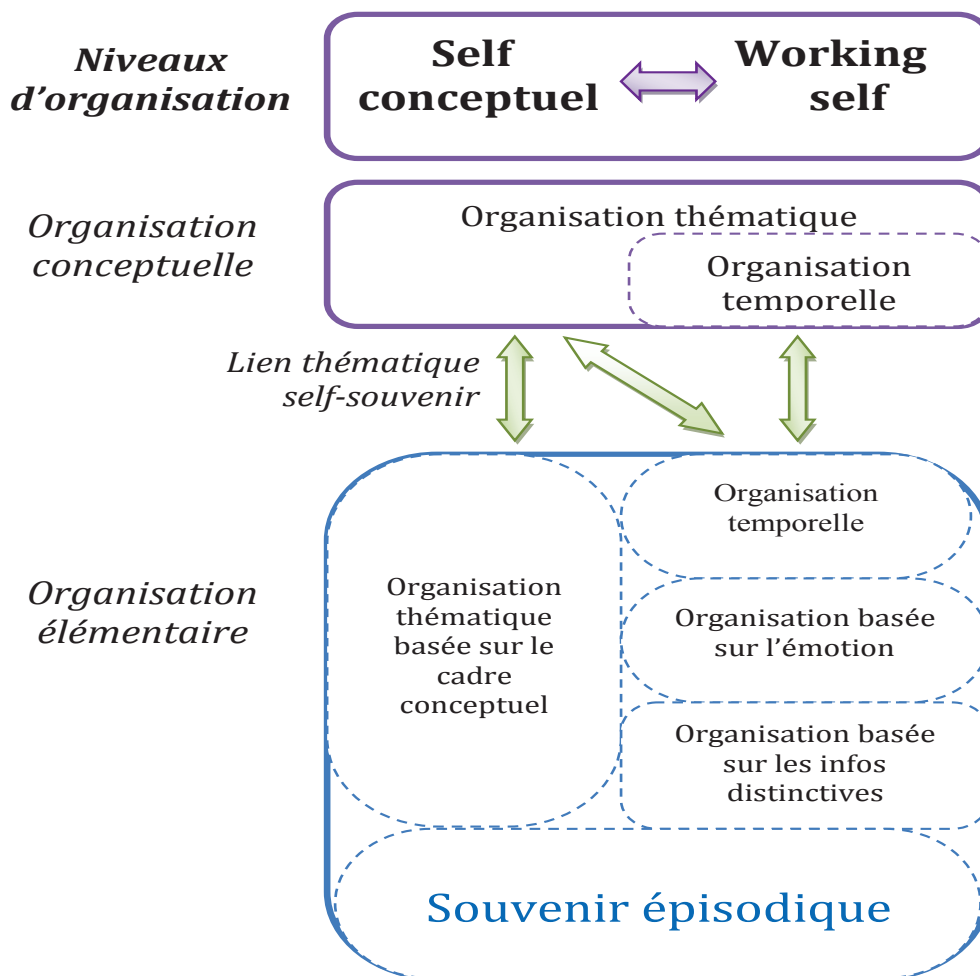 Niveaux
d'organisation
Self
conceptuel
Working
self
Organisation
conceptuelle
Organisation thématique
Organisation
temporelle
Lien thématique
self-souvenir
Organisation
élémentaire
Organisation
thématique
basée sur le
cadre
conceptuel
Organisation
temporelle
Organisation basée
sur l'émotion
Organisation basée
sur les infos
distinctives
Souvenir épisodique